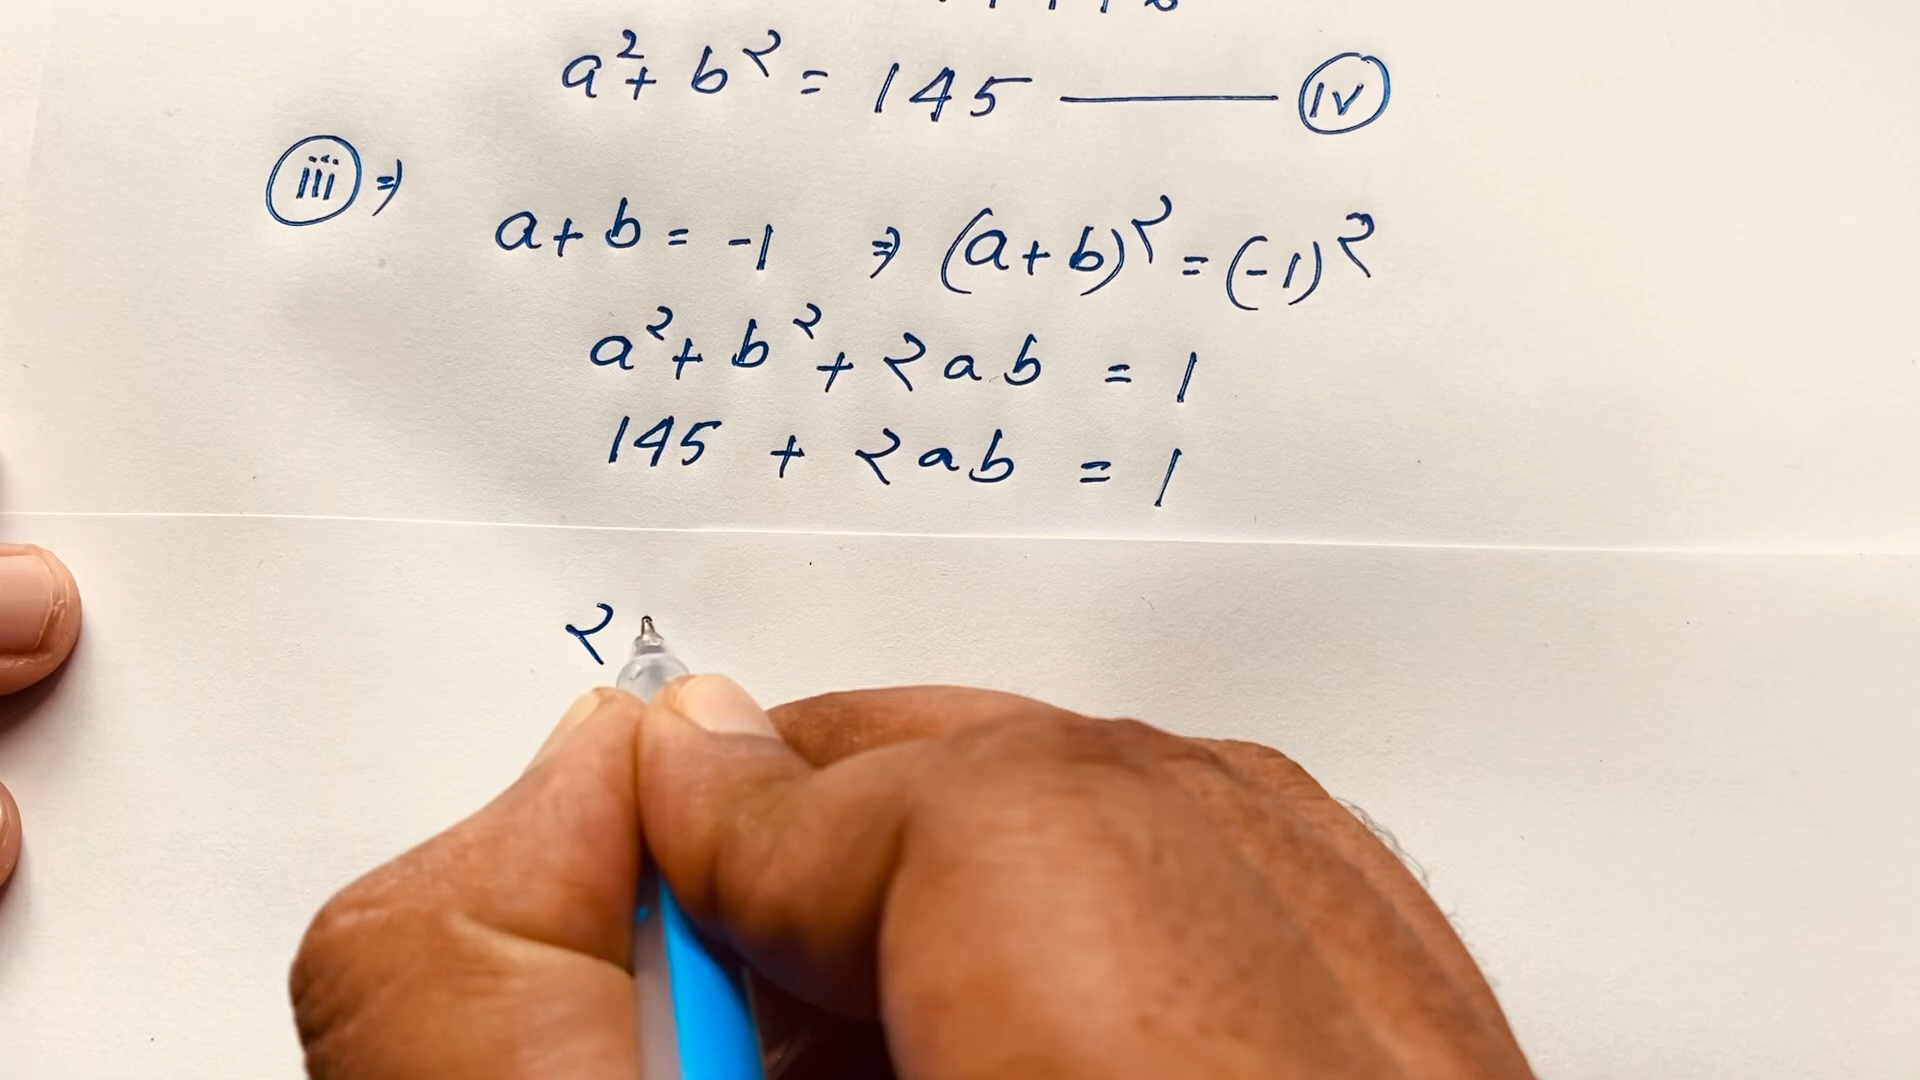 a² + b² = 145 ——— (iv)
(iii) ⇒
a + b = -1 ⇒ (a + b)² = (-1)²
a² + b² + 2ab = 1
145 + 2ab = 1
2